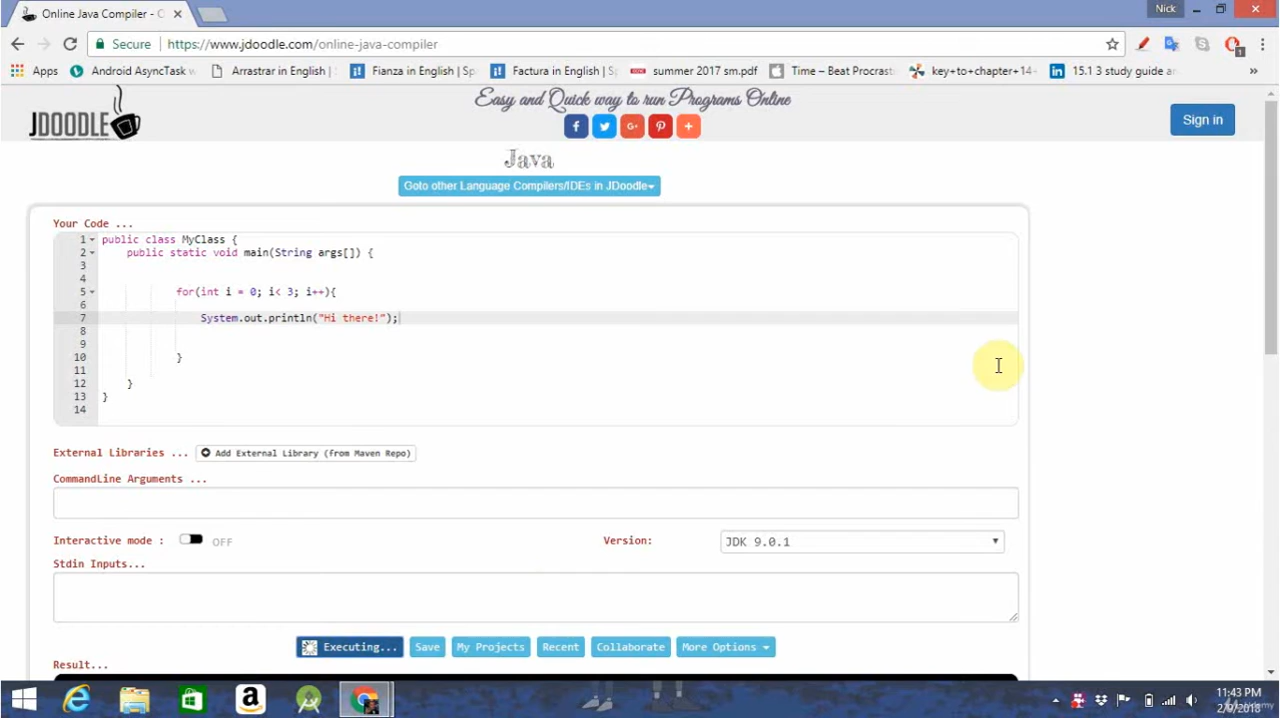 Online Java Compiler - O
Nick
Secure
https://www.jdoodle.com/online-java-compiler
Apps
Android AsyncTask w
Arrastrar in English |
Fianza in English | Sp
Factura in English | S
summer 2017 sm.pdf
Time – Beat Procrast
key+to+chapter+14-
15.1 3 study guide a
»
JDOODLE
Easy and Quick way to run Programs Online
Sign in
Java
Goto other Language Compilers/IDEs in JDoodle
Your Code ...
1 public class MyClass {
2 public static void main(String args[]) {
3
4
5 for(int i = 0; i< 3; i++){
6
7 System.out.println("Hi there!");
8
9
10 }
11
12 }
13 }
14
External Libraries ...
Add External Library (from Maven Repo)
CommandLine Arguments ...
Interactive mode :
OFF
Version:
JDK 9.0.1
Stdin Inputs...
Executing...
Save
My Projects
Recent
Collaborate
More Options
Result...
11:43 PM